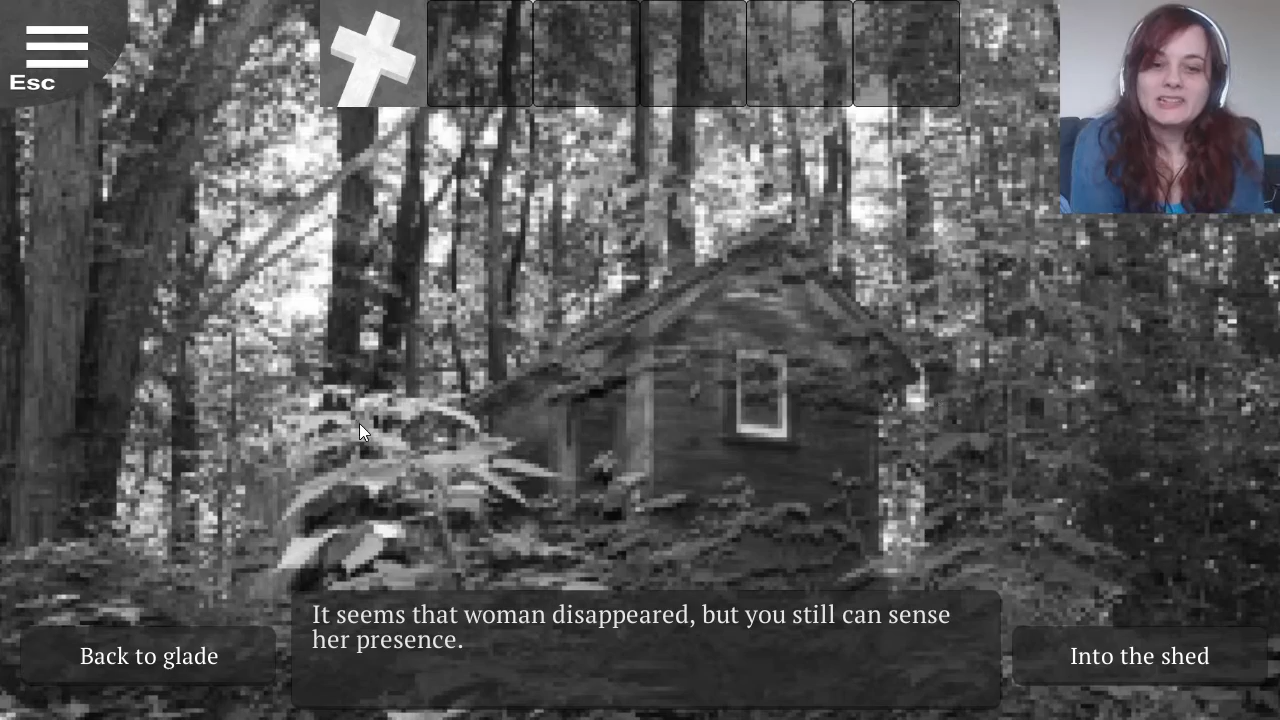 Esc
It seems that woman disappeared, but you still can sense
her presence.
Back to glade
Into the shed